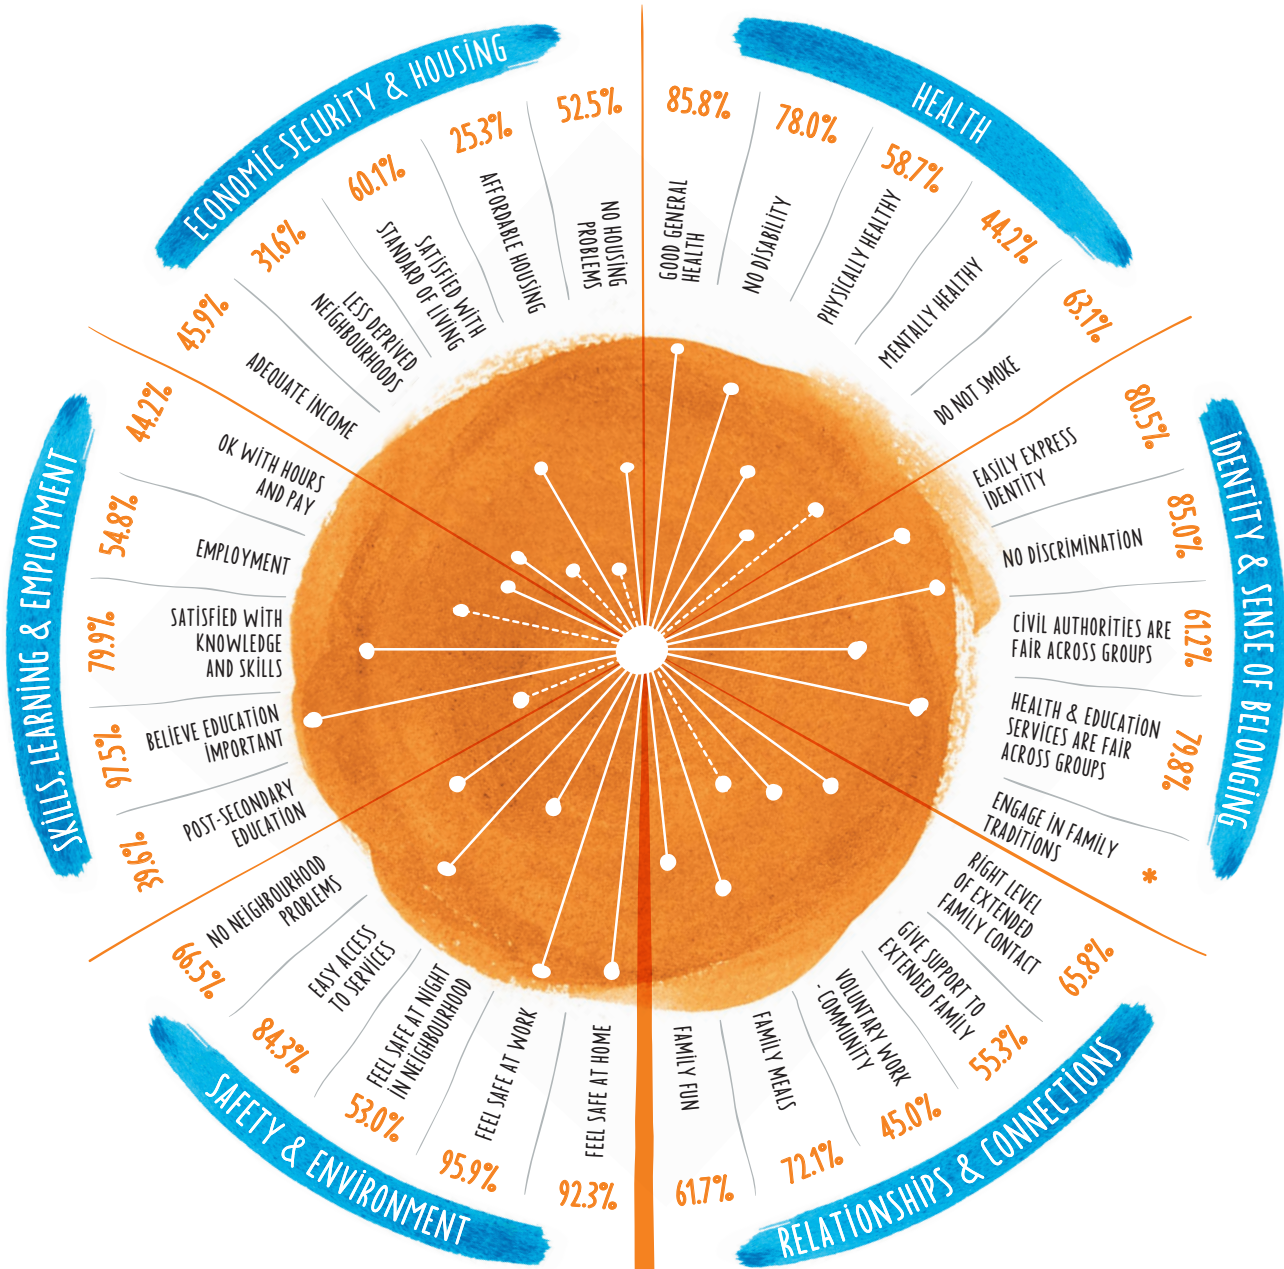 HEALTH
85.8%
GOOD GENERAL
HEALTH
78.0%
NO DISABILITY
58.7%
PHYSICALLY HEALTHY
44.2%
MENTALLY HEALTHY
63.1%
DO NOT SMOKE
IDENTITY & SENSE OF BELONGING
80.5%
EASILY EXPRESS
IDENTITY
85.0%
NO DISCRIMINATION
61.2%
CIVIL AUTHORITIES ARE
FAIR ACROSS GROUPS
79.8%
HEALTH & EDUCATION
SERVICES ARE FAIR
ACROSS GROUPS
*
ENGAGE IN FAMILY
TRADITIONS
RELATIONSHIPS & CONNECTIONS
65.8%
RIGHT LEVEL
OF EXTENDED
FAMILY CONTACT
55.3%
GIVE SUPPORT TO
EXTENDED FAMILY
45.0%
VOLUNTARY WORK
- COMMUNITY
72.1%
FAMILY MEALS
61.7%
FAMILY FUN
SAFETY & ENVIRONMENT
92.3%
FEEL SAFE AT HOME
95.9%
FEEL SAFE AT WORK
53.0%
FEEL SAFE AT NIGHT
IN NEIGHBOURHOOD
84.3%
EASY ACCESS
TO SERVICES
66.5%
NO NEIGHBOURHOOD
PROBLEMS
SKILLS, LEARNING & EMPLOYMENT
39.6%
POST-SECONDARY
EDUCATION
97.5%
BELIEVE EDUCATION
IMPORTANT
79.9%
SATISFIED WITH
KNOWLEDGE
AND SKILLS
54.8%
EMPLOYMENT
44.2%
OK WITH HOURS
AND PAY
ECONOMIC SECURITY & HOUSING
45.9%
ADEQUATE INCOME
31.6%
LESS DEPRIVED
NEIGHBOURHOODS
60.1%
SATISFIED WITH
STANDARD OF LIVING
25.3%
AFFORDABLE HOUSING
52.5%
NO HOUSING
PROBLEMS